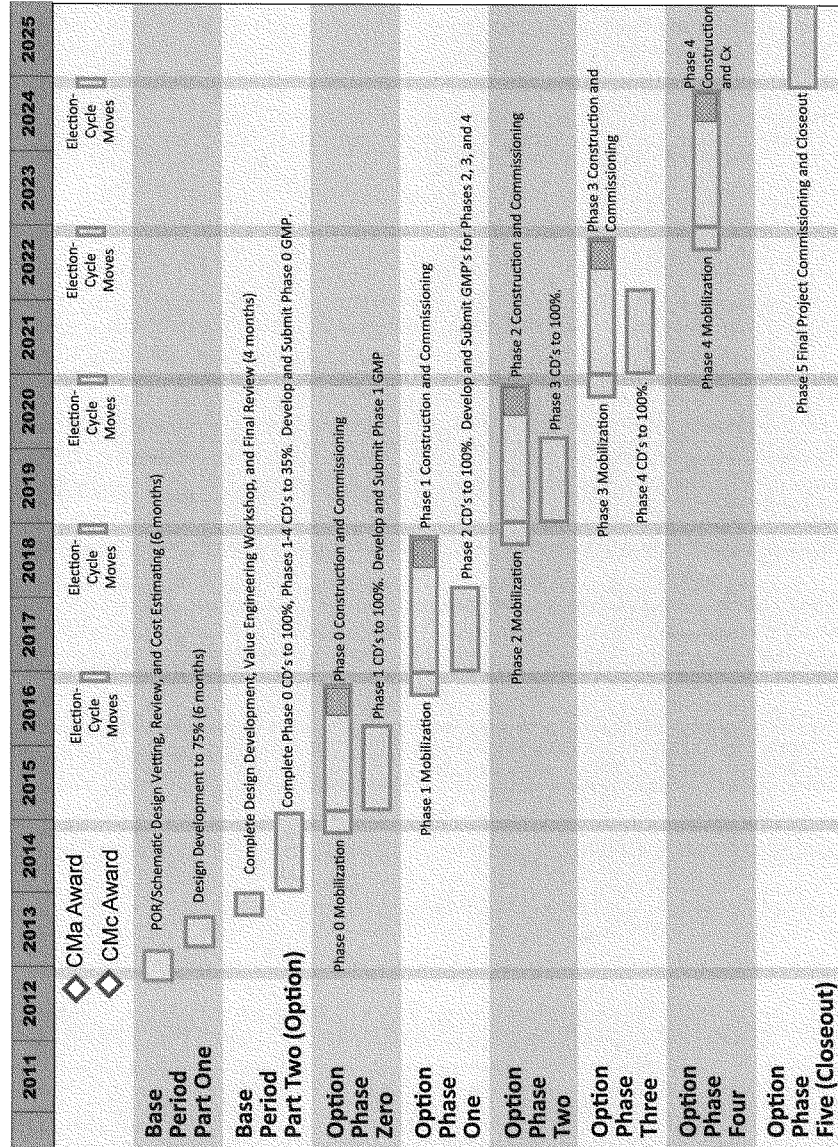 2011 2012 2013 2014 2015 2016 2017 2018 2019 2020 2021 2022 2023 2024 2025
CMa Award
CMc Award
Election-
Cycle
Moves
Election-
Cycle
Moves
Election-
Cycle
Moves
Election-
Cycle
Moves
Election-
Cycle
Moves
Base
Period
Part One
POR/Schematic Design Vetting, Review, and Cost Estimating (6 months)
Design Development to 75% (6 months)
Base
Period
Part Two (Option)
Complete Design Development, Value Engineering Workshop, and Final Review (4 months)
Complete Phase 0 CD's to 100%, Phases 1-4 CD's to 35%. Develop and Submit Phase 0 GMP.
Option
Phase
Zero
Phase 0 Mobilization
Phase 0 Construction and Commissioning
Phase 1 CD's to 100%. Develop and Submit Phase 1 GMP
Option
Phase
One
Phase 1 Mobilization
Phase 1 Construction and Commissioning
Phase 2 CD's to 100%. Develop and Submit GMP's for Phases 2, 3, and 4
Option
Phase
Two
Phase 2 Mobilization
Phase 2 Construction and Commissioning
Phase 3 CD's to 100%.
Option
Phase
Three
Phase 3 Mobilization
Phase 3 Construction and
Commissioning
Phase 4 CD's to 100%.
Option
Phase
Four
Phase 4 Mobilization
Phase 4
Construction
and Cx
Option
Phase
Five (Closeout)
Phase 5 Final Project Commissioning and Closeout